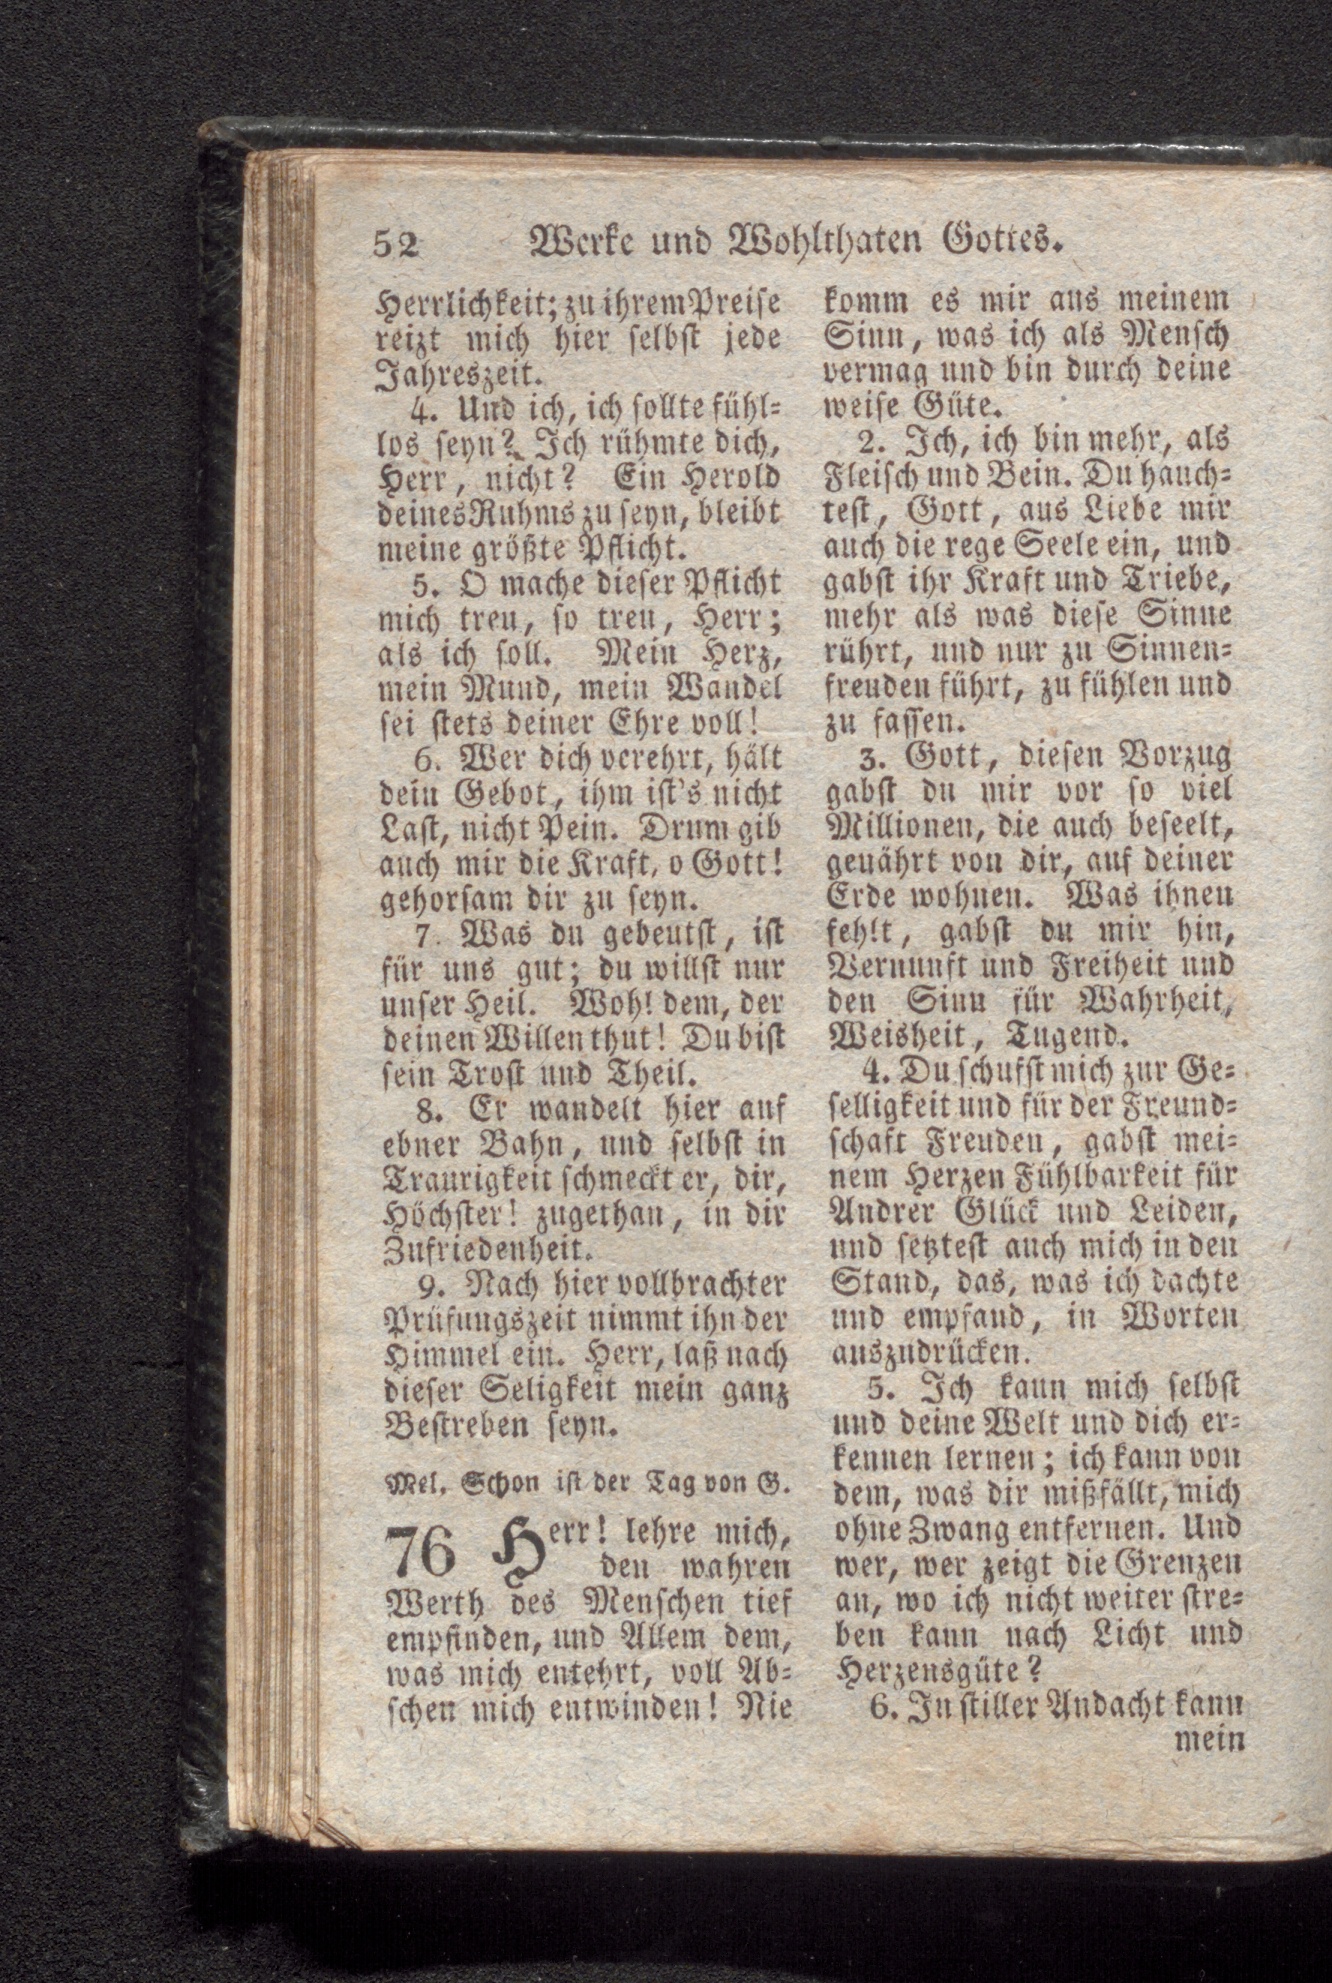 52 Werke und Wohlthaten Gottes.
Herrlichkeit; zu ihrem Preise
reizt mich hier selbst jede
Jahreszeit.
4. Und ich, ich sollte fühl-
los seyn? Ich rühmte dich,
Herr, nicht? Ein Herold
deines Ruhms zu seyn, bleibt
meine größte Pflicht.
5. O mache dieser Pflicht
mich treu, so treu, Herr;
als ich soll. Mein Herz,
mein Mund, mein Wandel
sei stets deiner Ehre voll!
6. Wer dich verehrt, hält
dein Gebot, ihm ist's nicht
Last, nicht Pein. Drum gib
auch mir die Kraft, o Gott!
gehorsam dir zu seyn.
7. Was du gebeutst, ist
für uns gut; du willst nur
unser Heil. Wohl dem, der
deinen Willen thut! Du bist
sein Trost und Theil.
8. Er wandelt hier auf
ebner Bahn, und selbst in
Traurigkeit schmeckt er, dir,
Höchster! zugethan, in dir
Zufriedenheit.
9. Nach hier vollbrachter
Prüfungszeit nimmt ihn der
Himmel ein. Herr, laß nach
dieser Seligkeit mein ganz
Bestreben seyn.
Mel. Schon ist der Tag von G.
76 Herr! lehre mich,
den wahren
Werth des Menschen tief
empfinden, und Allem dem,
was mich entehrt, voll Ab-
scheu mich entwinden! Nie
komm es mir aus meinem
Sinn, was ich als Mensch
vermag und bin durch deine
weise Güte.
2. Ich, ich bin mehr, als
Fleisch und Bein. Du hauch-
test, Gott, aus Liebe mir
auch die rege Seele ein, und
gabst ihr Kraft und Triebe,
mehr als was diese Sinne
rührt, und nur zu Sinnen-
freuden führt, zu fühlen und
zu fassen.
3. Gott, diesen Vorzug
gabst du mir vor so viel
Millionen, die auch beseelt,
genährt von dir, auf deiner
Erde wohnen. Was ihnen
fehlt, gabst du mir hin,
Vernunft und Freiheit und
den Sinn für Wahrheit,
Weisheit, Tugend.
4. Du schufst mich zur Ge-
selligkeit und für der Freund-
schaft Freuden, gabst mei-
nem Herzen Fühlbarkeit für
Andrer Glück und Leiden,
und setztest auch mich in den
Stand, das, was ich dachte
und empfand, in Worten
auszudrücken.
5. Ich kann mich selbst
und deine Welt und dich er-
kennen lernen; ich kann von
dem, was dir mißfällt, mich
ohne Zwang entfernen. Und
wer, wer zeigt die Grenzen
an, wo ich nicht weiter stre-
ben kann nach Licht und
Herzensgüte?
6. In stiller Andacht kann
mein